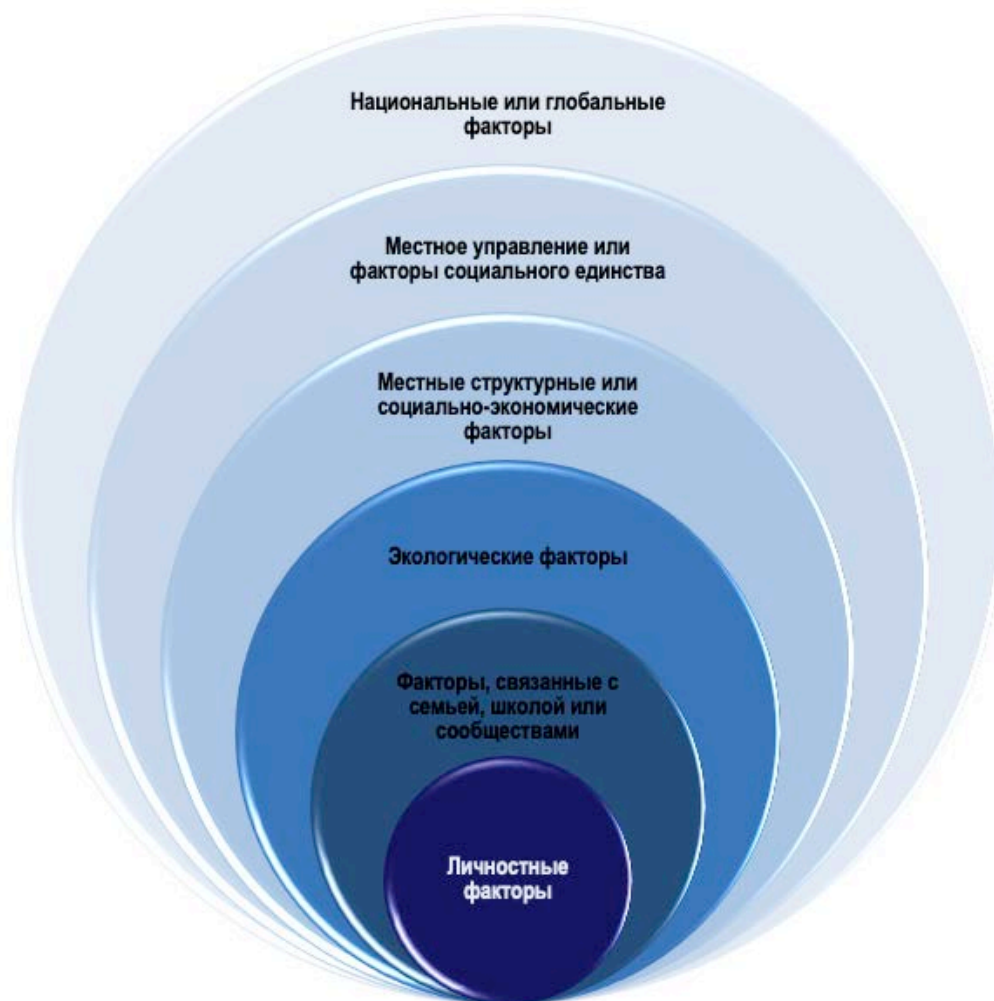 Национальные или глобальные
факторы
Местное управление или
факторы социального единства
Местные структурные или
социально-экономические
факторы
Экологические факторы
Факторы, связанные с
семьей, школой или
сообществами
Личностные
факторы